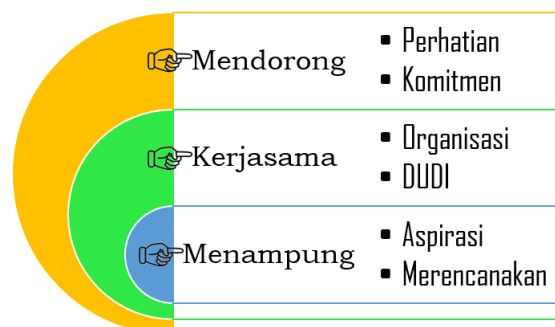 Mendorong
▪ Perhatian
▪ Komitmen
Kerjasama
▪ Organisasi
▪ DUDI
Menampung
▪ Aspirasi
▪ Merencanakan